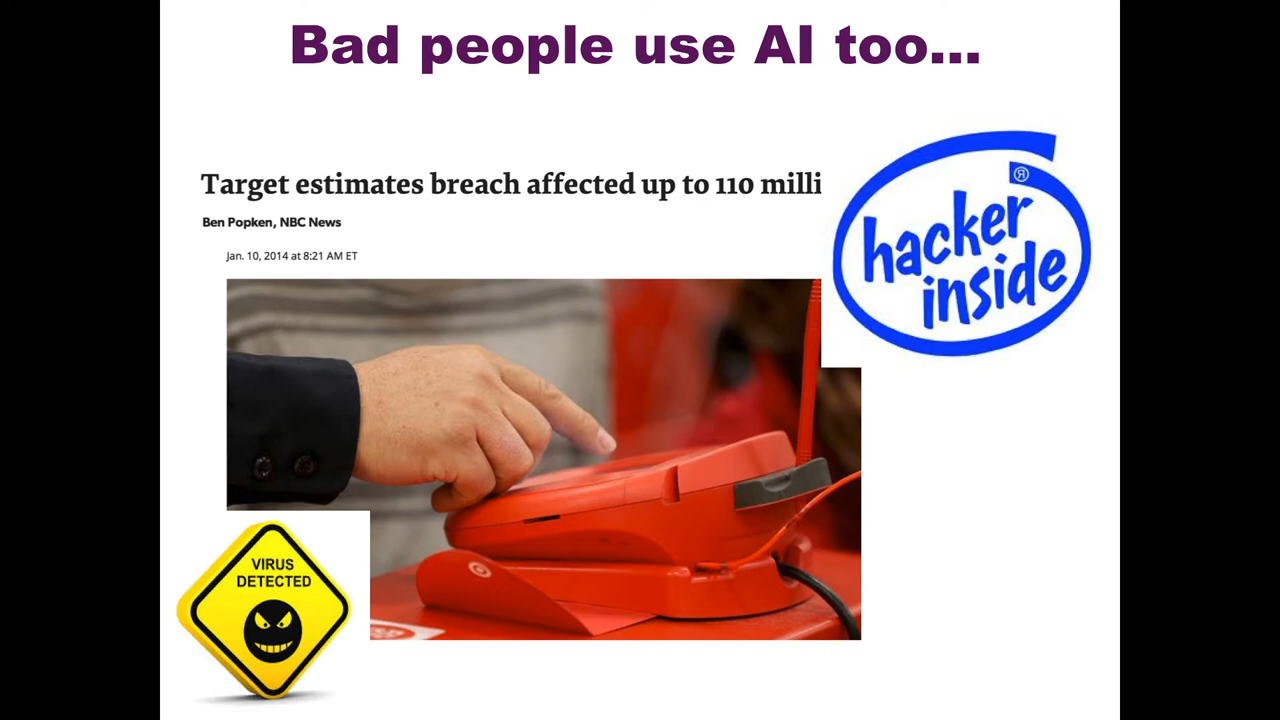 Bad people use AI too...
Target estimates breach affected up to 110 milli
Ben Popken, NBC News
Jan. 10, 2014 at 8:21 AM ET
®
hacker
inside
VIRUS
DETECTED